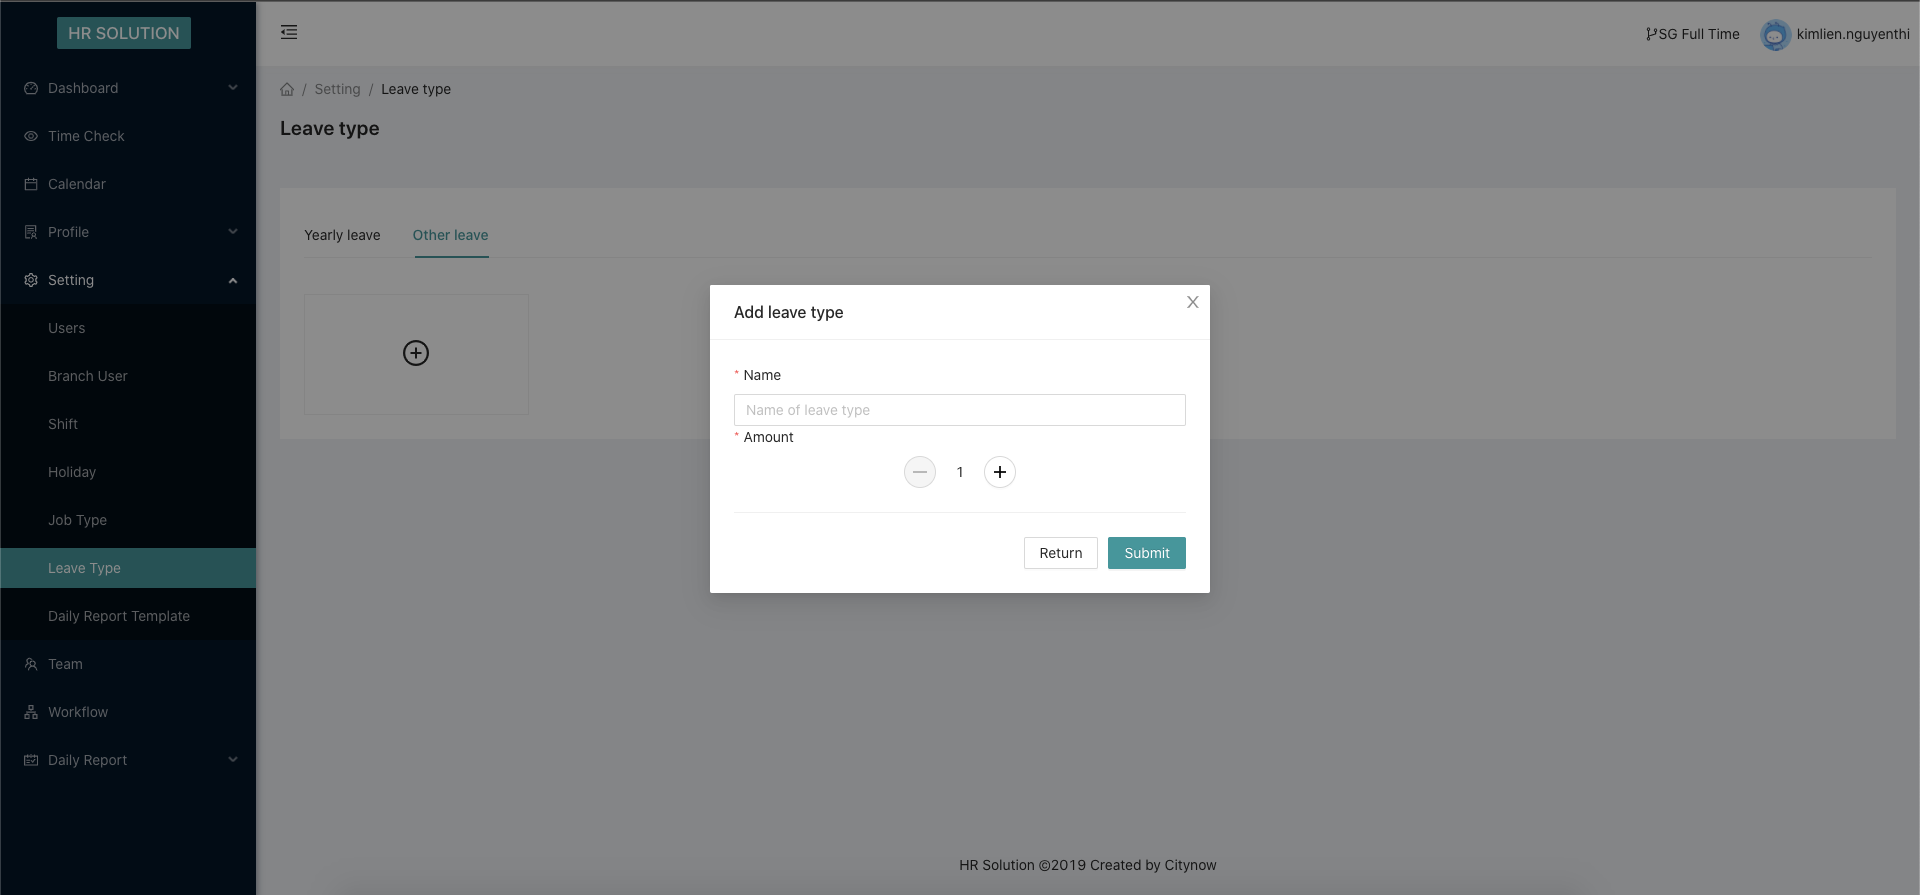 HR SOLUTION
SG Full Time
kimlien.nguyenthi
Dashboard
Time Check
Calendar
Profile
Setting
Users
Branch User
Shift
Holiday
Job Type
Leave Type
Daily Report Template
Team
Workflow
Daily Report
/ Setting / Leave type
Leave type
Yearly leave
Other leave
Add leave type
* Name
Name of leave type
* Amount
1
Return
Submit
HR Solution ©2019 Created by Citynow